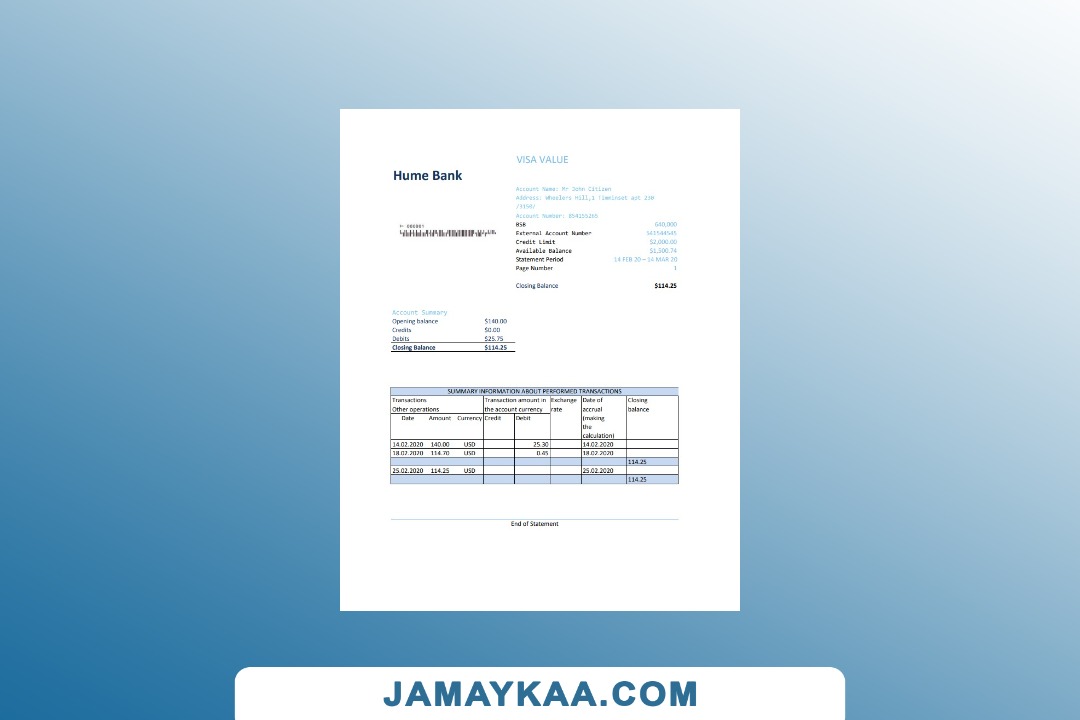 VISA VALUE
Hume Bank
Account Name: Mr John Citizen
Address: Wheelers Hill,1 Towninset act 290
/3150/
Account Number: 654155265
BSB 640,000
External Account Number S61544545
Credit Limit $2,000.00
Available Balance $1,500.74
Statement Period 14 FEB 20 – 14 MAR 20
Page Number 1
Closing Balance $114.25
Account Summary
Opening balance $140.00
Credits $0.00
Debits $25.75
Closing Balance $114.25
SUMMARY INFORMATION ABOUT PERFORMED TRANSACTIONS
Transactions Transaction amount in Exchange Date of Closing
Other operations the account currency rate accrual balance
Date Amount Currency Credit Debit (making
the
calculation)
14.02.2020 140.00 USD 25.30 14.02.2020
18.02.2020 114.70 USD 0.45 18.02.2020
114.25
25.02.2020 114.25 USD 25.02.2020
114.25
End of Statement
JAMAYKAA.COM